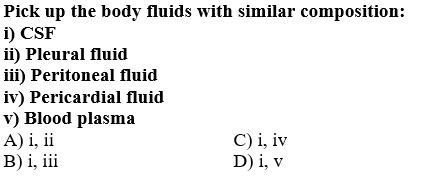 Pick up the body fluids with similar composition:
i) CSF
ii) Pleural fluid
iii) Peritoneal fluid
iv) Pericardial fluid
v) Blood plasma
A) i, ii C) i, iv
B) i, iii D) i, v